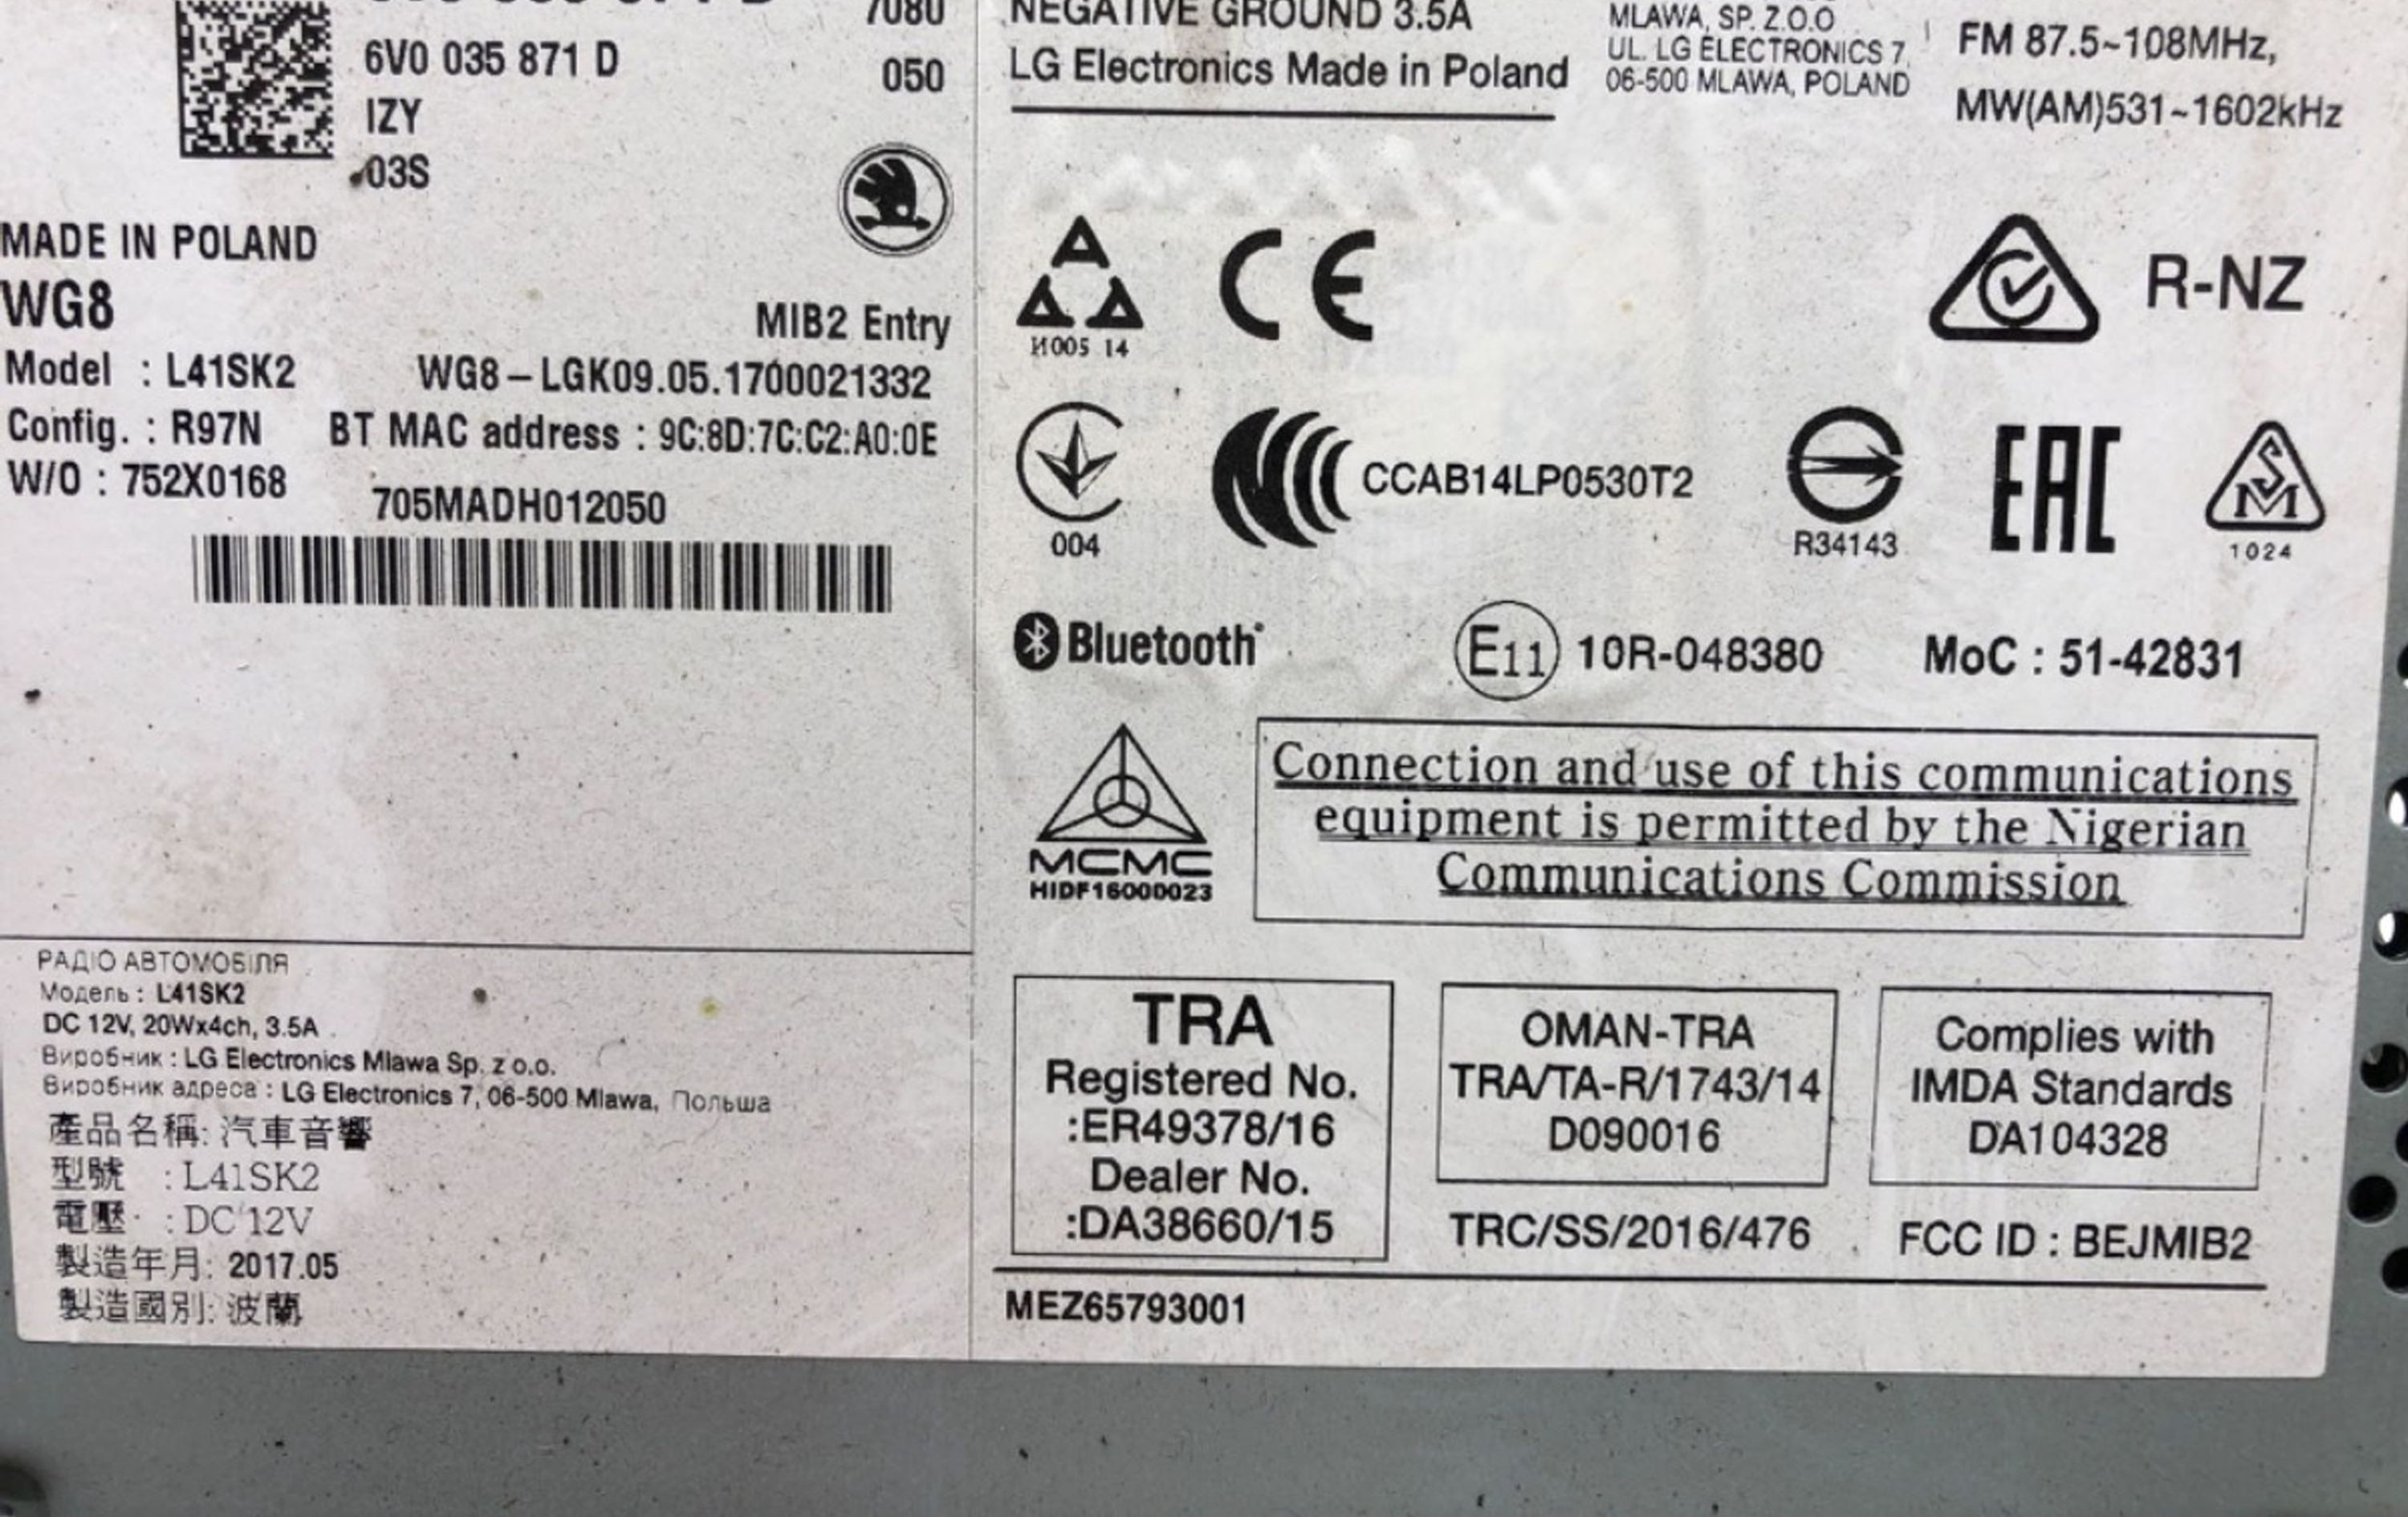 6V0 035 871 D
IZY
03S
7080
050
MADE IN POLAND
WG8
MIB2 Entry
Model : L41SK2
WG8-LGK09.05.1700021332
Config. : R97N
BT MAC address : 9C:8D:7C:C2:A0:0E
W/O : 752X0168
705MADH012050
РАДІО АВТОМОБІЛЯ
Модель : L41SK2
DC 12V, 20Wx4ch, 3.5A
Виробник : LG Electronics Mlawa Sp. z o.o.
Виробник адреса : LG Electronics 7, 06-500 Mlawa, Польша
產品名稱: 汽車音響
型號 : L41SK2
電壓 : DC 12V
製造年月: 2017.05
製造國別: 波蘭
NEGATIVE GROUND 3.5A
LG Electronics Made in Poland
MLAWA, SP. Z.O.O
UL. LG ELECTRONICS 7,
06-500 MLAWA, POLAND
FM 87.5~108MHz,
MW(AM)531~1602kHz
И005 14
CE
R-NZ
004
CCAB14LP0530T2
R34143
EAC
SM
1024
Bluetooth
E11 10R-048380
MoC : 51-42831
MCMC
HIDF16000023
Connection and use of this communications
equipment is permitted by the Nigerian
Communications Commission
TRA
Registered No.
:ER49378/16
Dealer No.
:DA38660/15
OMAN-TRA
TRA/TA-R/1743/14
D090016
Complies with
IMDA Standards
DA104328
TRC/SS/2016/476
FCC ID : BEJMIB2
MEZ65793001